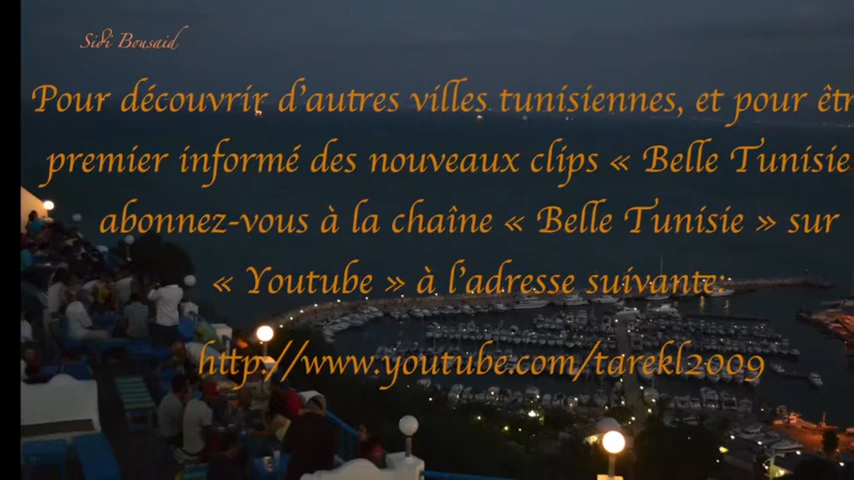 Sidi Bousaid
Pour découvrir d'autres villes tunisiennes, et pour êtr
premier informé des nouveaux clips « Belle Tunisie
abonnez-vous à la chaîne « Belle Tunisie » sur
« Youtube » à l'adresse suivante:
http://www.youtube.com/tarekl2009